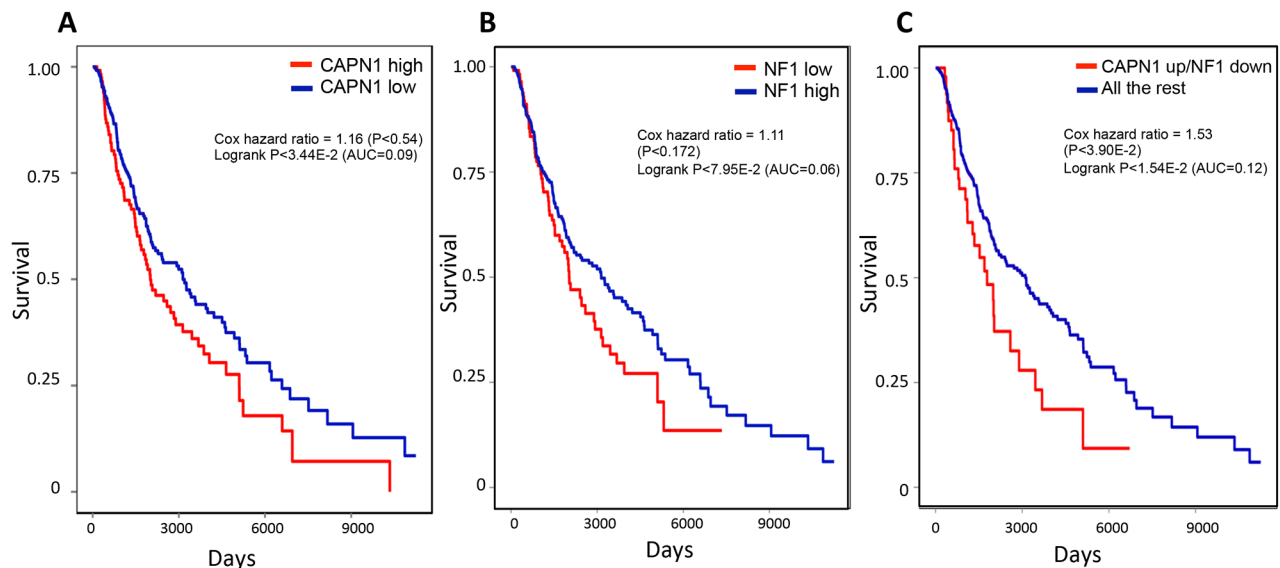 A
CAPN1 high
CAPN1 low
Cox hazard ratio = 1.16 (P<0.54)
Logrank P<3.44E-2 (AUC=0.09)
1.00
0.75
0.5
0.25
0
Survival
0 3000 6000 9000
Days
B
NF1 low
NF1 high
Cox hazard ratio = 1.11
(P<0.172)
Logrank P<7.95E-2 (AUC=0.06)
1.00
0.75
0.5
0.25
0
Survival
0 3000 6000 9000
Days
C
CAPN1 up/NF1 down
All the rest
Cox hazard ratio = 1.53
(P<3.90E-2)
Logrank P<1.54E-2 (AUC=0.12)
1.00
0.75
0.5
0.25
0
Survival
0 3000 6000 9000
Days